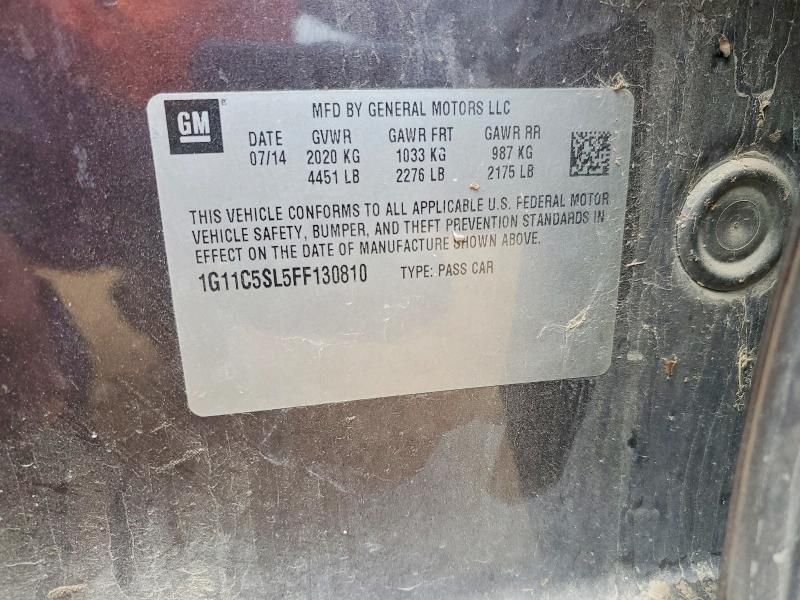 GM
MFD BY GENERAL MOTORS LLC
DATE GVWR GAWR FRT GAWR RR
07/14 2020 KG 1033 KG 987 KG
4451 LB 2276 LB 2175 LB
THIS VEHICLE CONFORMS TO ALL APPLICABLE U.S. FEDERAL MOTOR
VEHICLE SAFETY, BUMPER, AND THEFT PREVENTION STANDARDS IN
EFFECT ON THE DATE OF MANUFACTURE SHOWN ABOVE.
1G11C5SL5FF130810 TYPE: PASS CAR